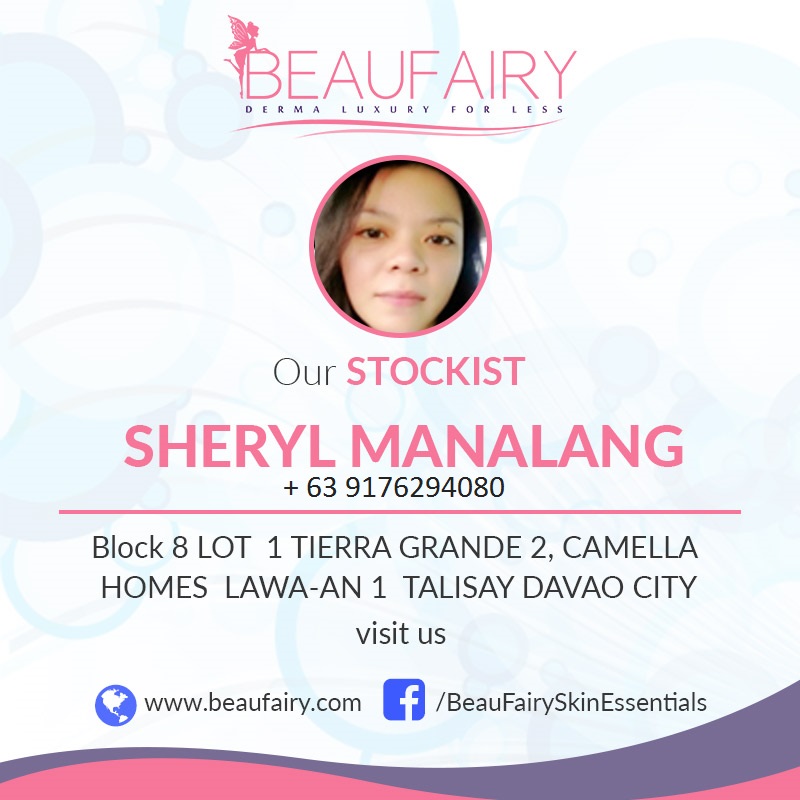 BEAUFAIRY
DERMA LUXURY FOR LESS
Our STOCKIST
SHERYL MANALANG
+ 63 9176294080
Block 8 LOT 1 TIERRA GRANDE 2, CAMELLA
HOMES LAWA-AN 1 TALISAY DAVAO CITY
visit us
www.beaufairy.com /BeauFairySkinEssentials